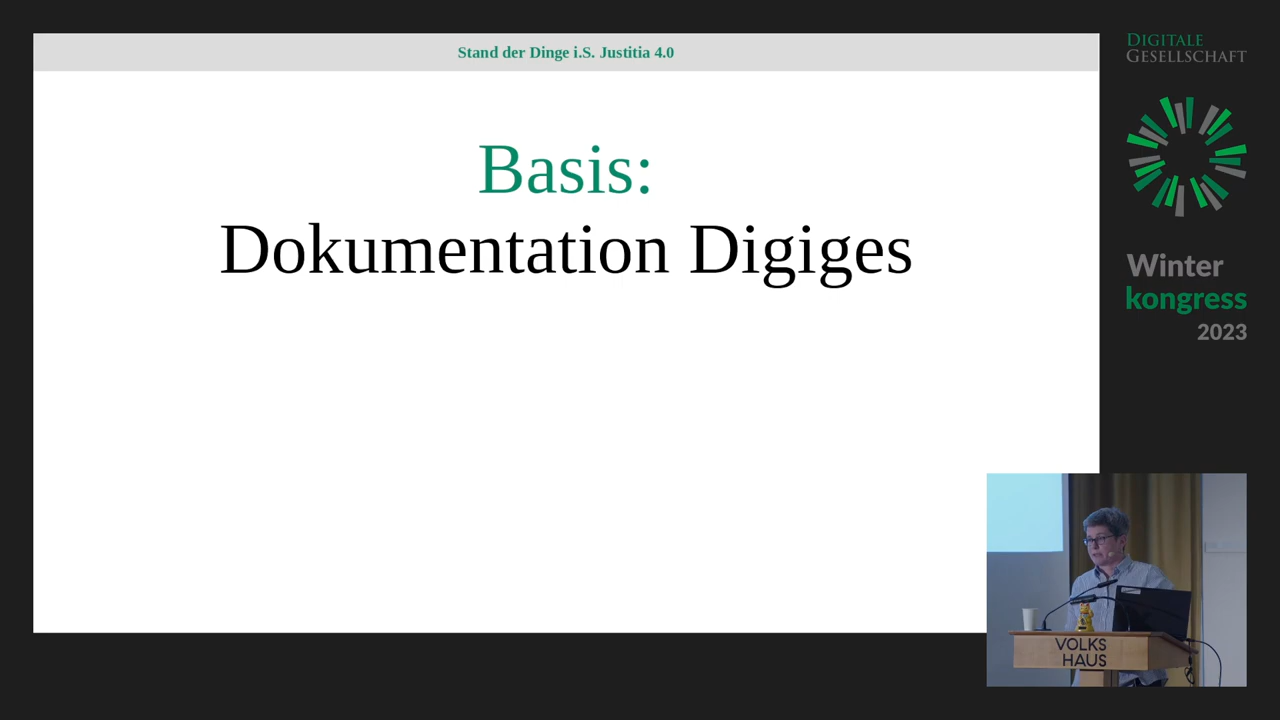 Stand der Dinge i.S. Justitia 4.0
Basis:
Dokumentation Digiges
DIGITALE
GESELLSCHAFT
Winter
kongress
2023
VOLKS
HAUS